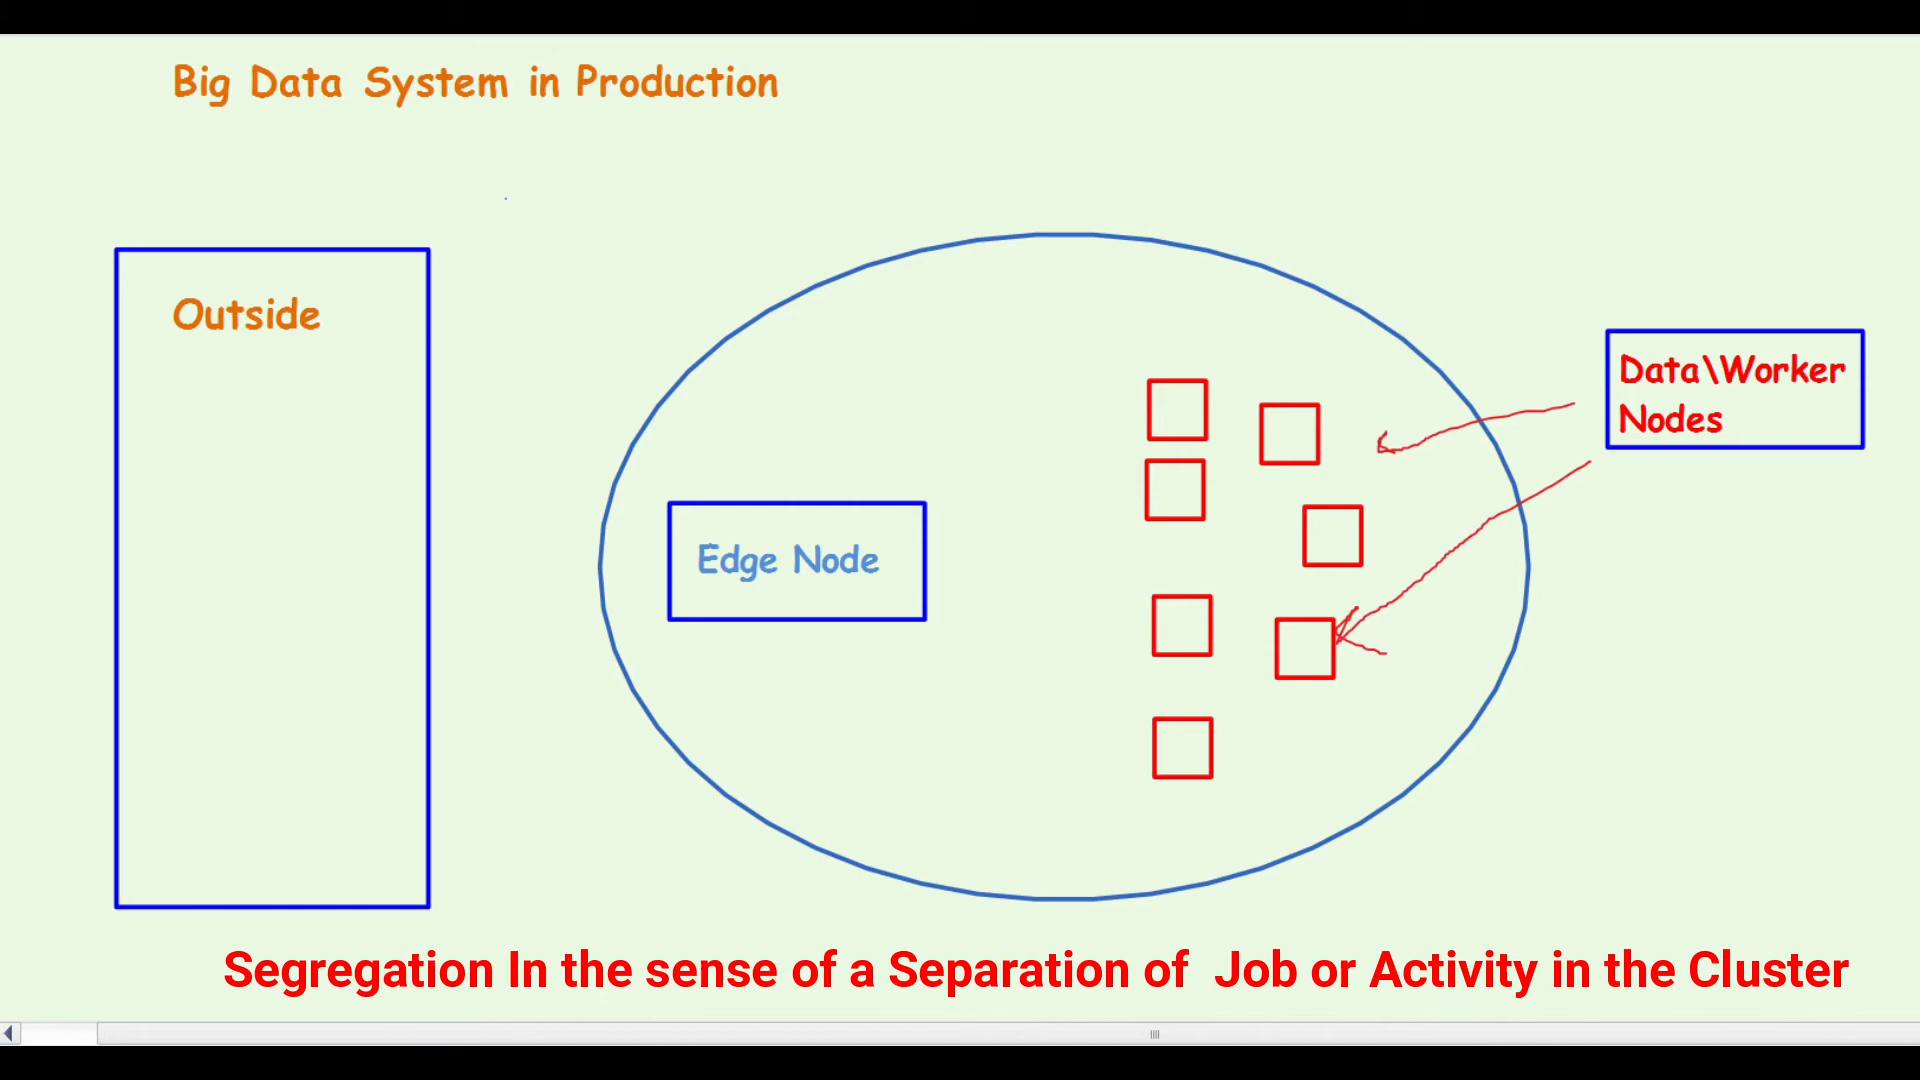 Big Data System in Production
Outside
Data\Worker
Nodes
Edge Node
Segregation In the sense of a Separation of Job or Activity in the Cluster